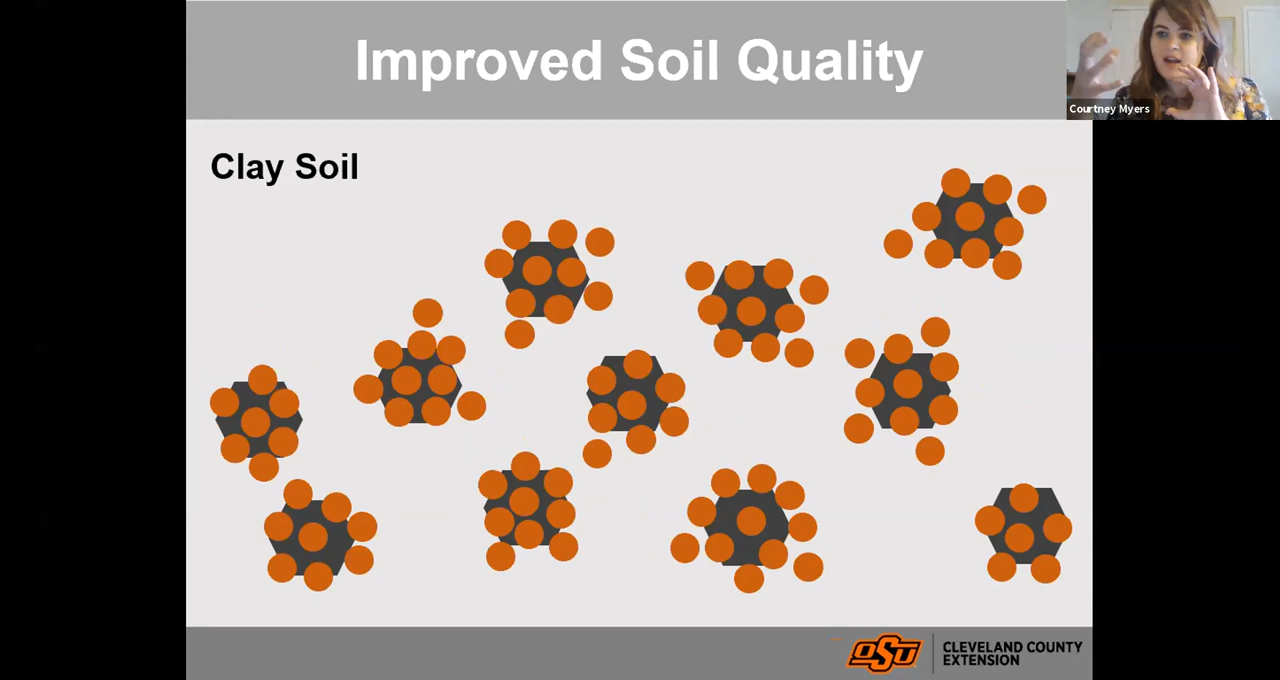 Improved Soil Quality
Courtney Myers
Clay Soil
OSU
CLEVELAND COUNTY
EXTENSION